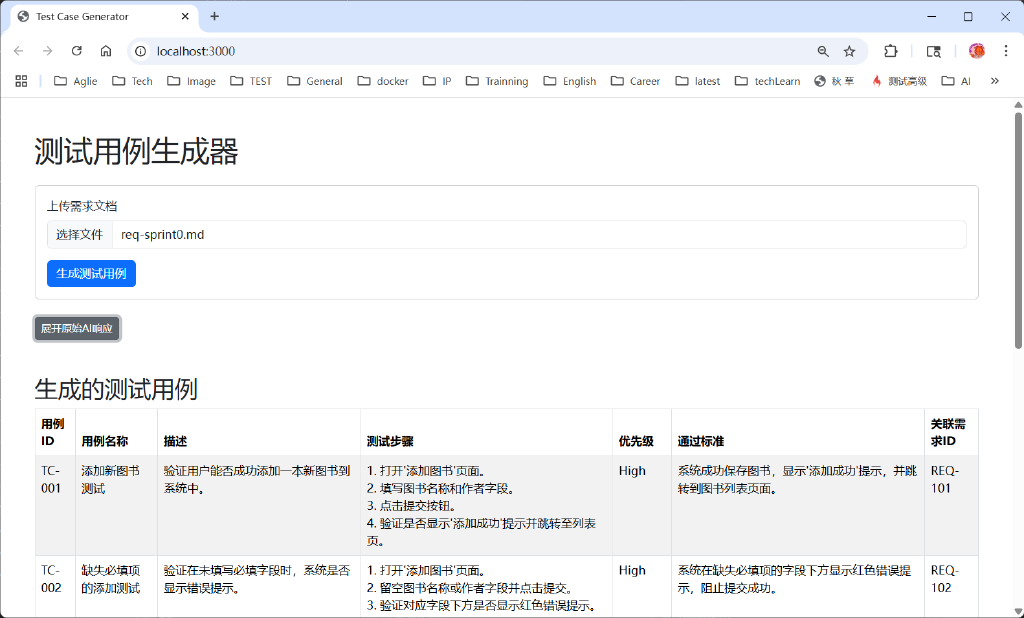 Test Case Generator
localhost:3000
Aglie
Tech
Image
TEST
General
docker
IP
Trainning
English
Career
latest
techLearn
秋 草
测试高级
AI
测试用例生成器
上传需求文档
选择文件 req-sprint0.md
生成测试用例
展开原始AI响应
生成的测试用例
用例
ID
用例名称
描述
测试步骤
优先级
通过标准
关联需
求ID
TC-
001
添加新图书
测试
验证用户能否成功添加一本新图书到
系统中。
1. 打开'添加图书'页面。
2. 填写图书名称和作者字段。
3. 点击提交按钮。
4. 验证是否显示'添加成功'提示并跳转至列表
页。
High
系统成功保存图书，显示'添加成功'提示，并跳
转到图书列表页面。
REQ-
101
TC-
002
缺失必填项
的添加测试
验证在未填写必填字段时，系统是否
显示错误提示。
1. 打开'添加图书'页面。
2. 留空图书名称或作者字段并点击提交。
3. 验证对应字段下方是否显示红色错误提示。
High
系统在缺失必填项的字段下方显示红色错误提
示，阻止提交成功。
REQ-
102